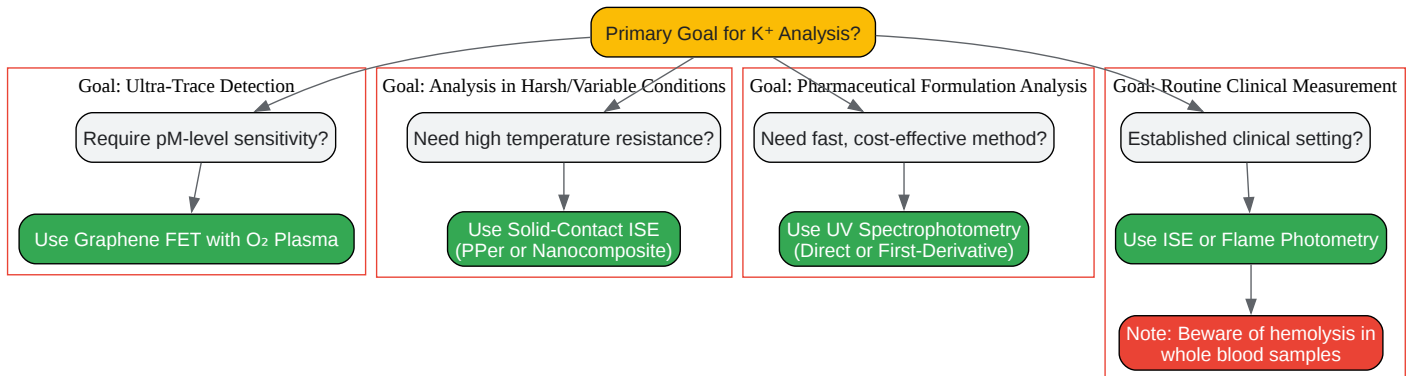 Primary Goal for K⁺ Analysis?
Goal: Ultra-Trace Detection
Require pM-level sensitivity?
Use Graphene FET with O₂ Plasma
Goal: Analysis in Harsh/Variable Conditions
Need high temperature resistance?
Use Solid-Contact ISE
(PPer or Nanocomposite)
Goal: Pharmaceutical Formulation Analysis
Need fast, cost-effective method?
Use UV Spectrophotometry
(Direct or First-Derivative)
Goal: Routine Clinical Measurement
Established clinical setting?
Use ISE or Flame Photometry
Note: Beware of hemolysis in
whole blood samples